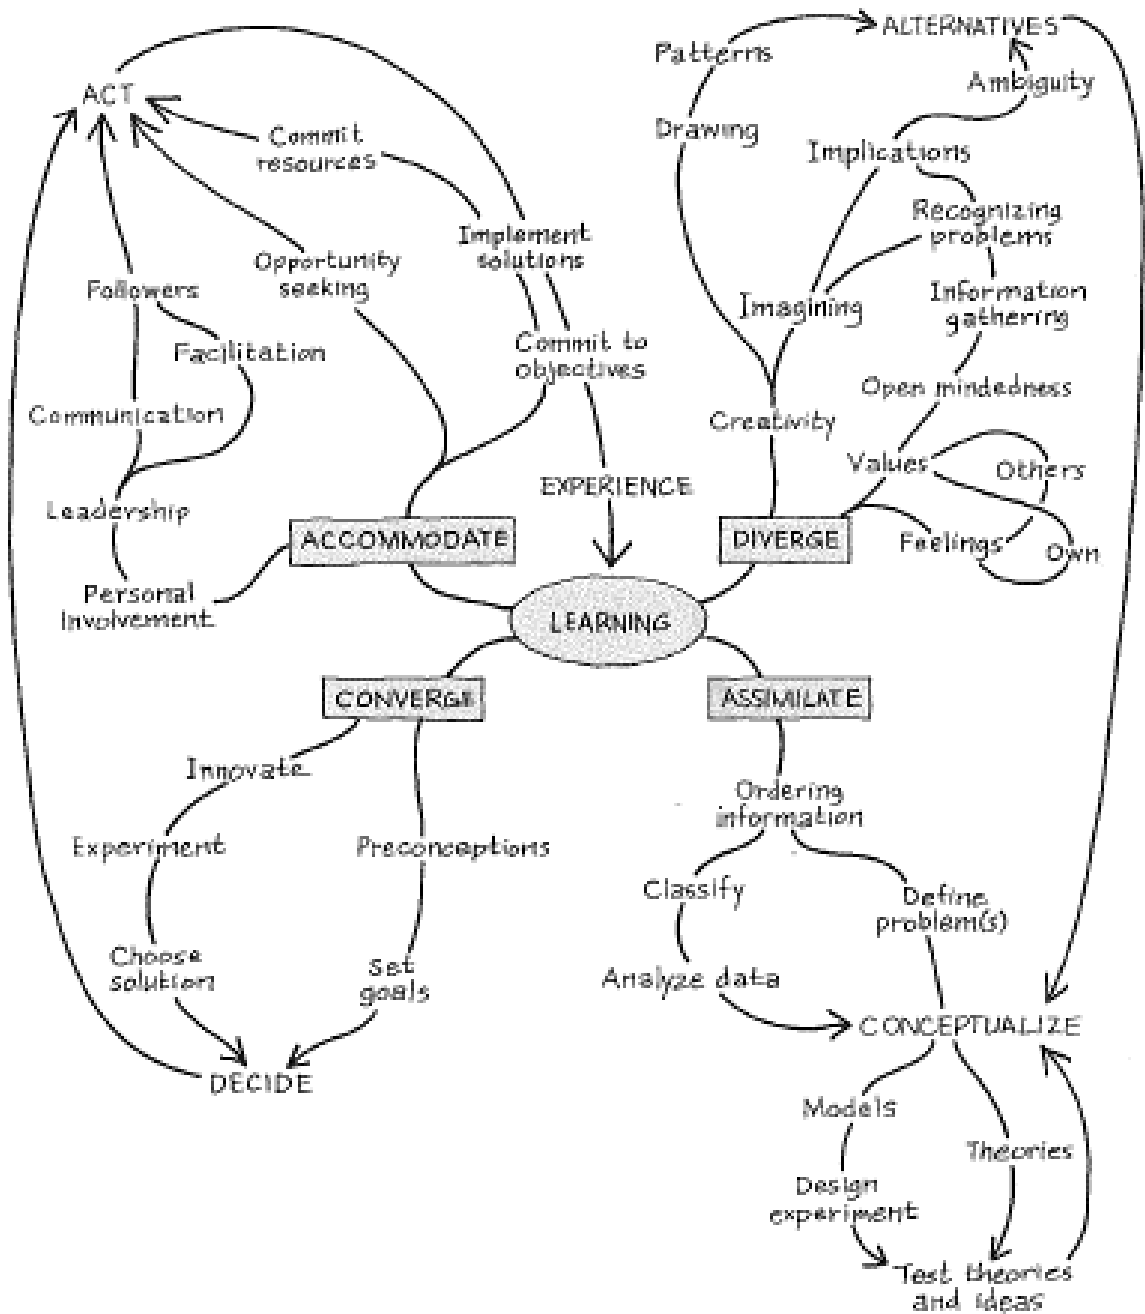 ALTERNATIVES
Patterns
Ambiguity
ACT
Drawing
Commit
resources
Implications
Recognizing
problems
Implement
solutions
Opportunity
seeking
Followers
Imagining
Information
gathering
Facilitation
Commit to
objectives
Open mindedness
Communication
Creativity
Values
Others
EXPERIENCE
Leadership
ACCOMMODATE
DIVERGE
Feelings
Own
Personal
Involvement
LEARNING
CONVERGE
ASSIMILATE
Innovate
Ordering
information
Experiment
Preconceptions
Classify
Define
problem(s)
Choose
solution
Set
goals
Analyze data
CONCEPTUALIZE
DECIDE
Models
Theories
Design
experiment
Test theories
and ideas